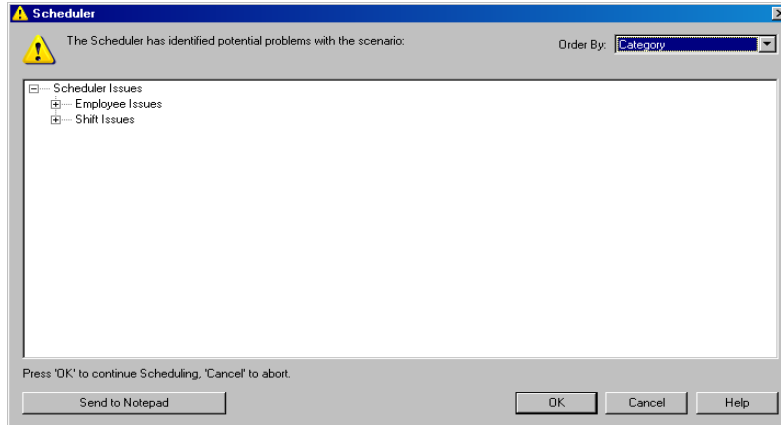 Scheduler
The Scheduler has identified potential problems with the scenario:
Order By: Category
Scheduler Issues
Employee Issues
Shift Issues
Press 'OK' to continue Scheduling, 'Cancel' to abort.
Send to Notepad
OK
Cancel
Help